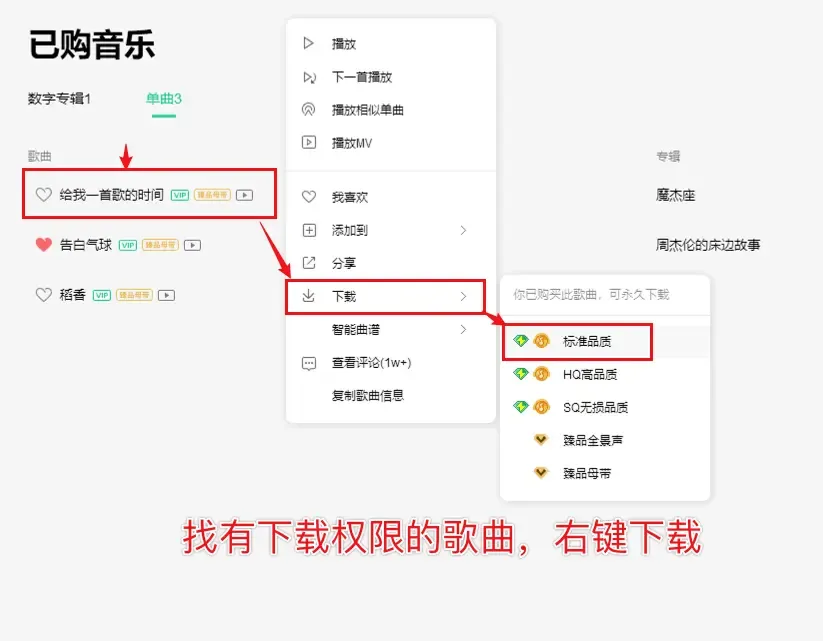 已购音乐
数字专辑1
单曲3
歌曲
专辑
给我一首歌的时间 VIP 臻品母带
魔杰座
告白气球 VIP 臻品母带
周杰伦的床边故事
稻香 VIP 臻品母带
播放
下一首播放
播放相似单曲
播放MV
我喜欢
添加到
分享
下载
智能曲谱
查看评论(1w+)
复制歌曲信息
你已购买此歌曲，可永久下载
标准品质
HQ高品质
SQ无损品质
臻品全景声
臻品母带
找有下载权限的歌曲，右键下载